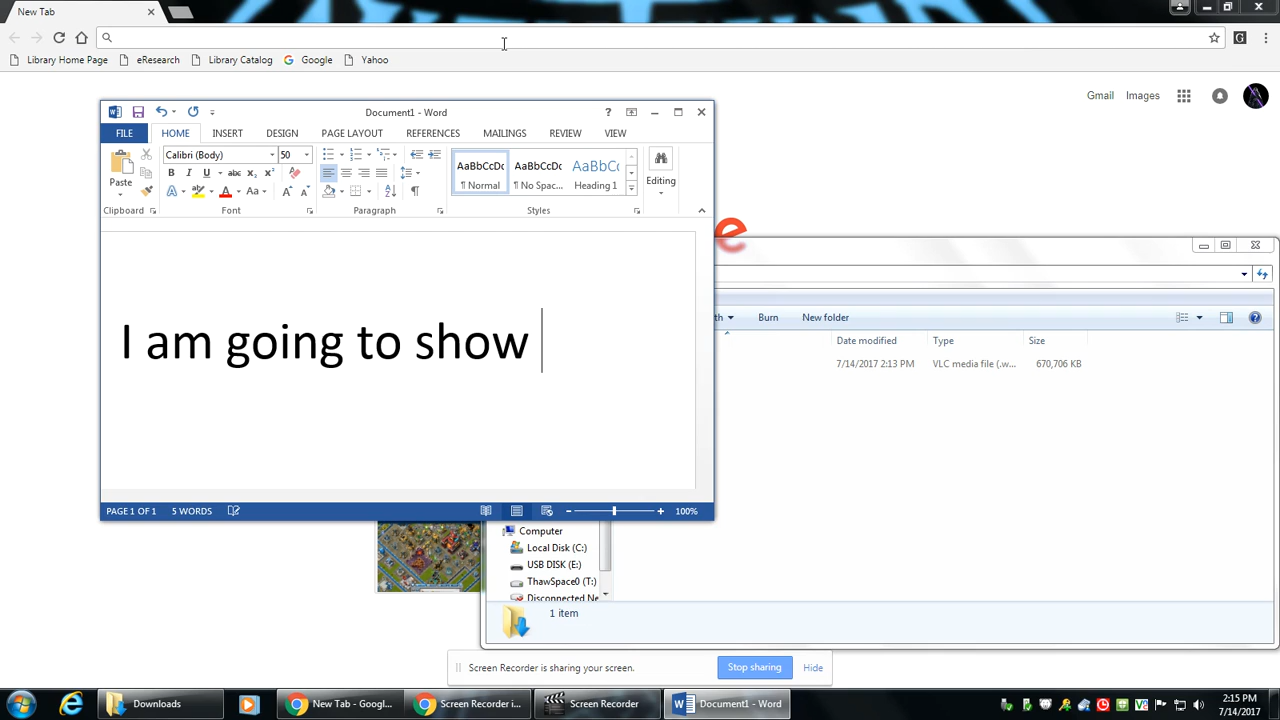 New Tab
Library Home Page eResearch Library Catalog Google Yahoo
Gmail Images
Document1 - Word
FILE HOME INSERT DESIGN PAGE LAYOUT REFERENCES MAILINGS REVIEW VIEW
Calibri (Body) 50
AaBbCcDc AaBbCcDc AaBbCc
Paste
¶ Normal ¶ No Spac... Heading 1
Editing
Clipboard Font Paragraph Styles
e
I am going to show
th Burn New folder
Date modified Type Size
7/14/2017 2:13 PM VLC media file (.w... 670,706 KB
PAGE 1 OF 1 5 WORDS 100%
Computer
Local Disk (C:)
USB DISK (E:)
ThawSpace0 (T:)
Disconnected Ne
1 item
Screen Recorder is sharing your screen. Stop sharing Hide
Downloads New Tab - Googl... Screen Recorder i... Screen Recorder Document1 - Word
2:15 PM
7/14/2017